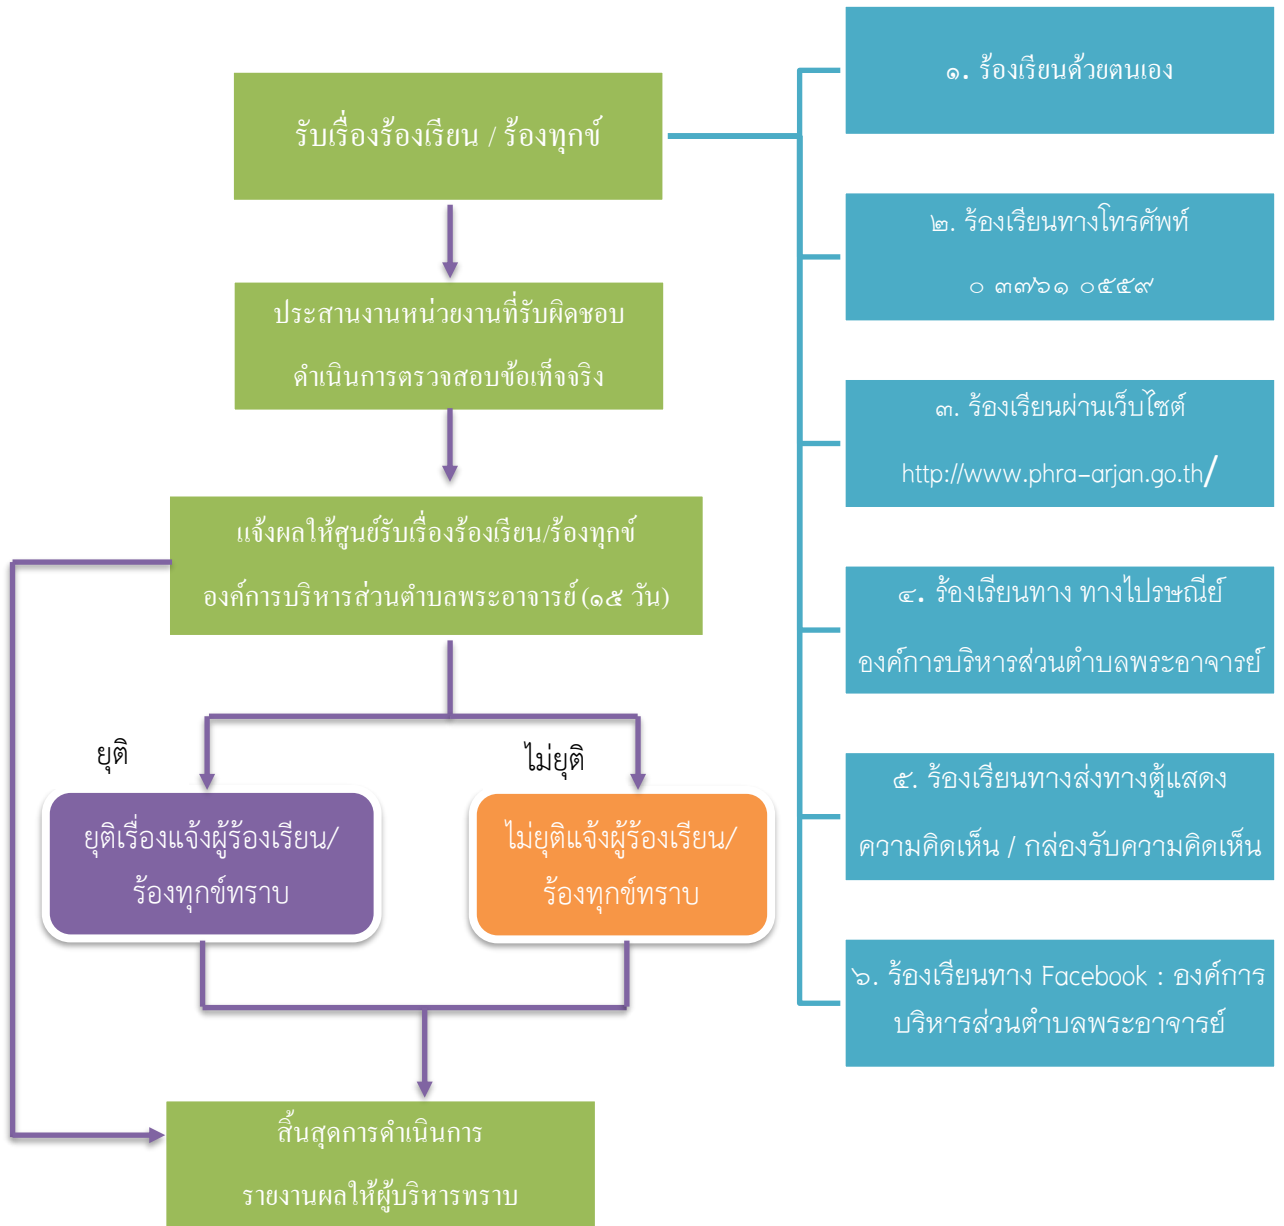 รับเรื่องร้องเรียน / ร้องทุกข์
ประสานงานหน่วยงานที่รับผิดชอบ
ดำเนินการตรวจสอบข้อเท็จจริง
แจ้งผลให้ศูนย์รับเรื่องร้องเรียน/ร้องทุกข์
องค์การบริหารส่วนตำบลพระอาจารย์ (๑๕ วัน)
ยุติ
ไม่ยุติ
ยุติเรื่องแจ้งผู้ร้องเรียน/
ร้องทุกข์ทราบ
ไม่ยุติแจ้งผู้ร้องเรียน/
ร้องทุกข์ทราบ
สิ้นสุดการดำเนินการ
รายงานผลให้ผู้บริหารทราบ
๑. ร้องเรียนด้วยตนเอง
๒. ร้องเรียนทางโทรศัพท์
๐ ๓๗๖๑ ๐๕๕๙
๓. ร้องเรียนผ่านเว็บไซต์
http://www.phra-arjan.go.th/
๔. ร้องเรียนทาง ทางไปรษณีย์
องค์การบริหารส่วนตำบลพระอาจารย์
๕. ร้องเรียนทางส่งทางตู้แสดง
ความคิดเห็น / กล่องรับความคิดเห็น
๖. ร้องเรียนทาง Facebook : องค์การ
บริหารส่วนตำบลพระอาจารย์